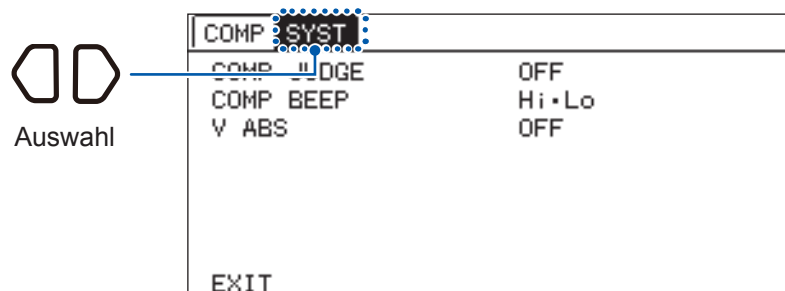 COMP SYST
COMP JUDGE OFF
COMP BEEP Hi•Lo
V ABS OFF
Auswahl
EXIT